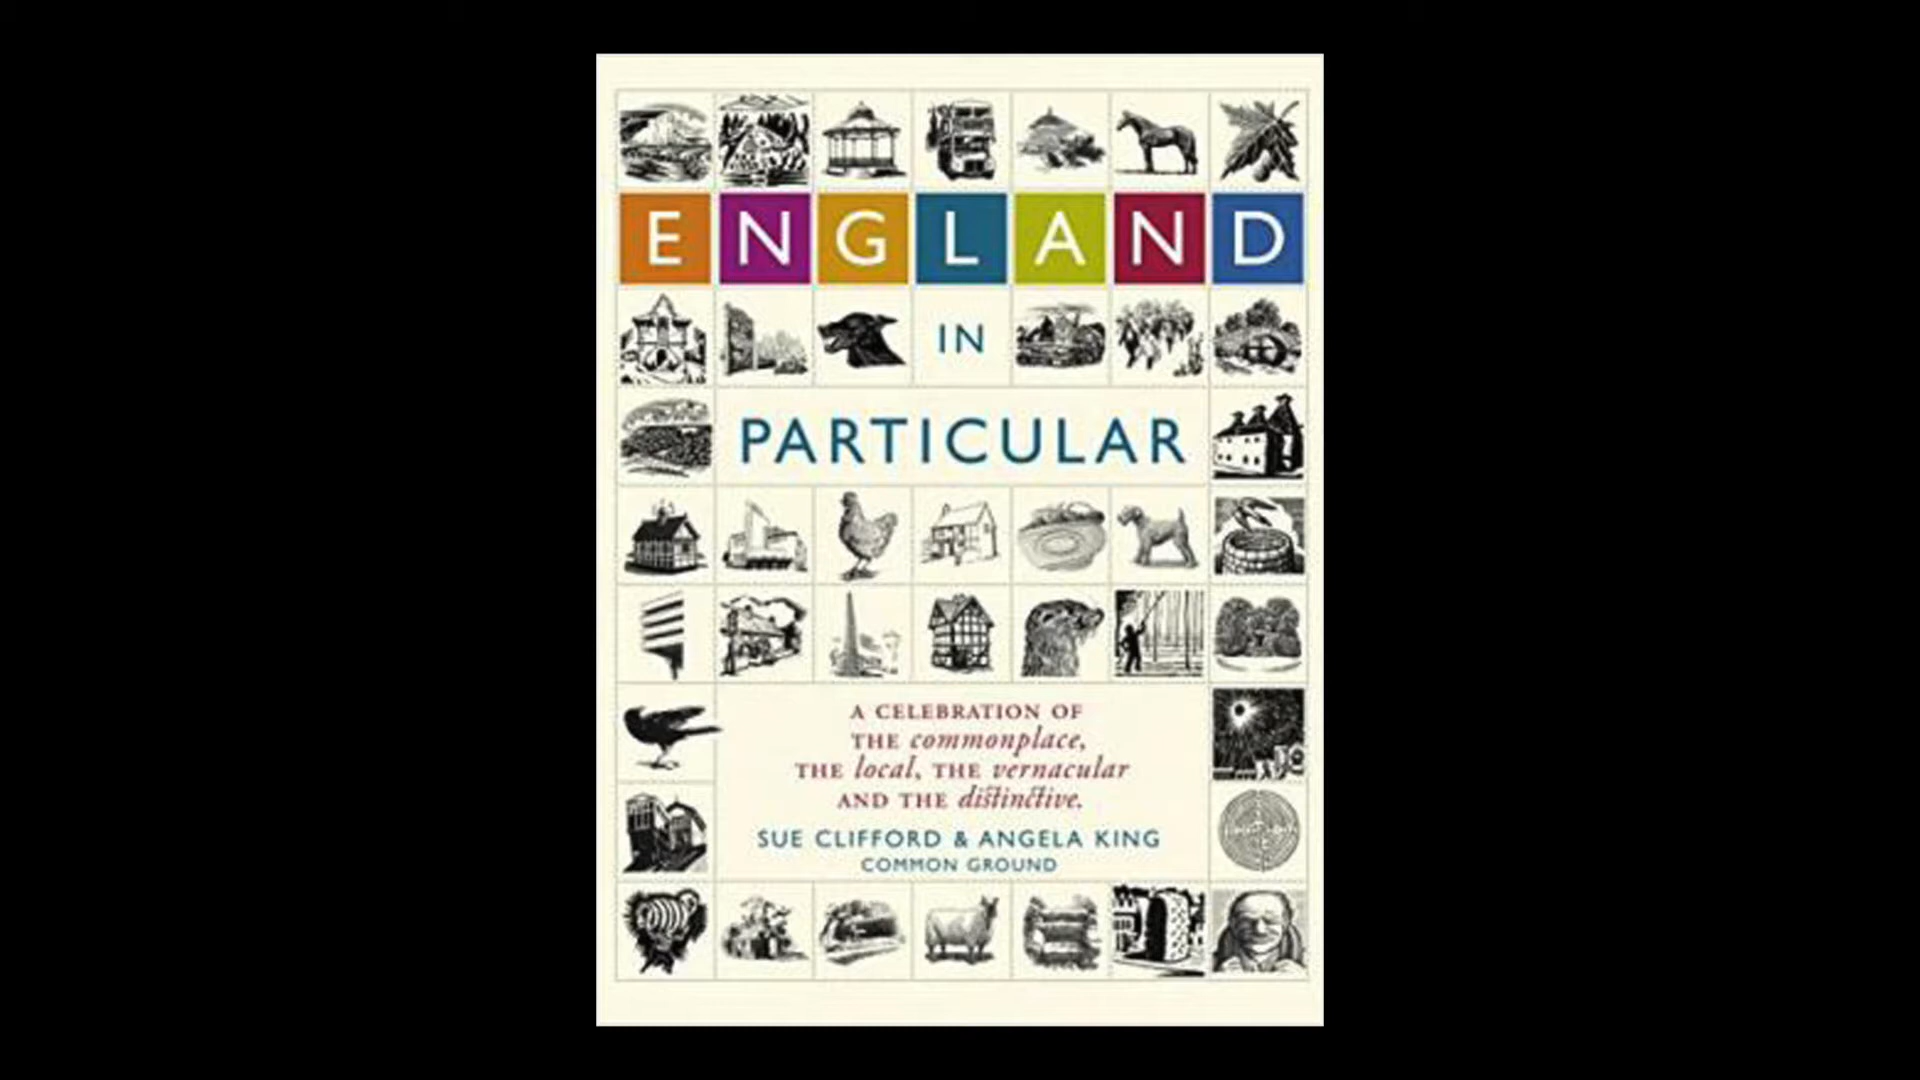 ENGLAND
IN
PARTICULAR
A CELEBRATION OF
THE commonplace,
THE local, THE vernacular
AND THE distinctive.
SUE CLIFFORD & ANGELA KING
COMMON GROUND